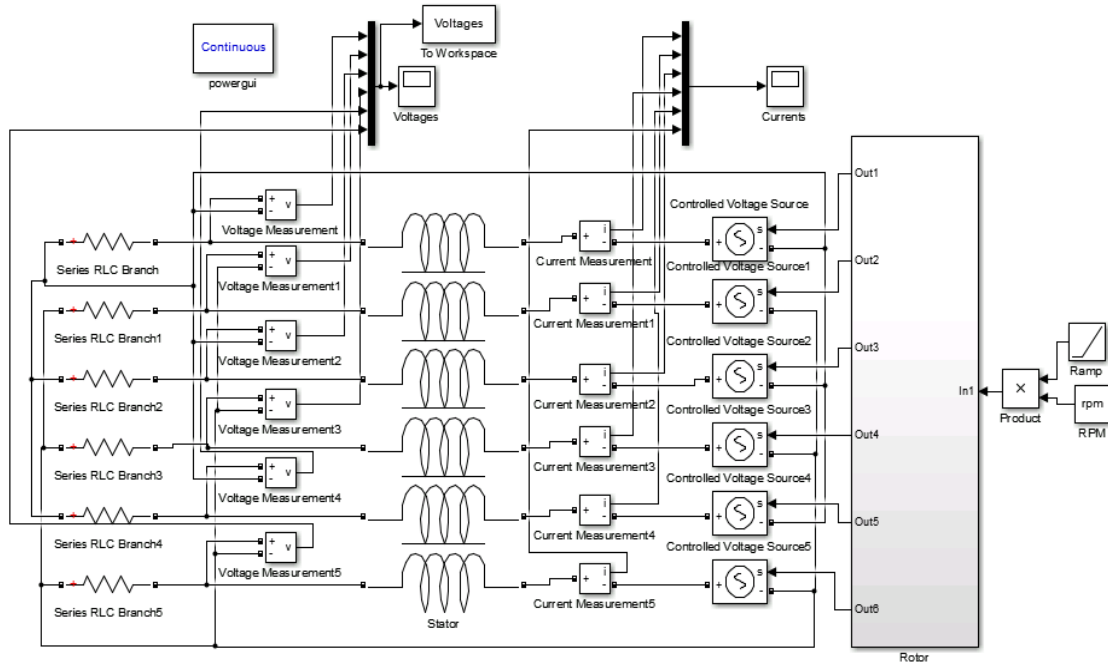 Continuous
powergui
Voltages
To Workspace
Voltages
Currents
+
-
v
Voltage Measurement
Series RLC Branch
+
-
v
Voltage Measurement1
Series RLC Branch1
+
-
v
Voltage Measurement2
Series RLC Branch2
+
-
v
Voltage Measurement3
Series RLC Branch3
+
-
v
Voltage Measurement4
Series RLC Branch4
+
-
v
Voltage Measurement5
Series RLC Branch5
Stator
+
i
-
Current Measurement
+
i
-
Current Measurement1
+
i
-
Current Measurement2
+
i
-
Current Measurement3
+
i
-
Current Measurement4
+
i
-
Current Measurement5
Controlled Voltage Source
+
s
-
Controlled Voltage Source1
+
s
-
Controlled Voltage Source2
+
s
-
Controlled Voltage Source3
+
s
-
Controlled Voltage Source4
+
s
-
Controlled Voltage Source5
+
s
-
Out1
Out2
Out3
Out4
Out5
Out6
In1
Rotor
×
Product
Ramp
rpm
RPM